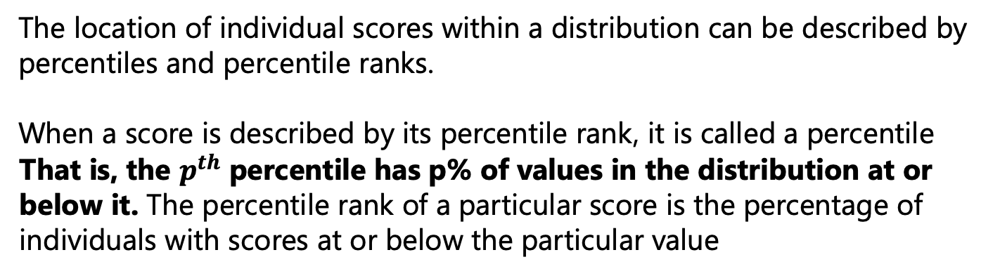 The location of individual scores within a distribution can be described by
percentiles and percentile ranks.
When a score is described by its percentile rank, it is called a percentile
That is, the pᵗʰ percentile has p% of values in the distribution at or
below it. The percentile rank of a particular score is the percentage of
individuals with scores at or below the particular value